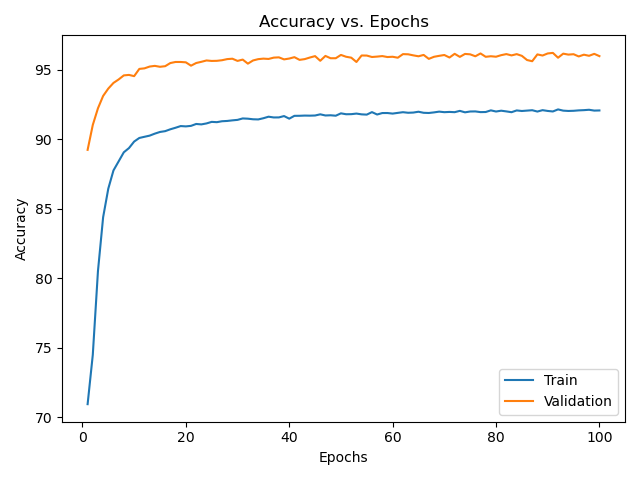 Accuracy vs. Epochs
95
90
85
80
75
70
Accuracy
0 20 40 60 80 100
Epochs
Train
Validation